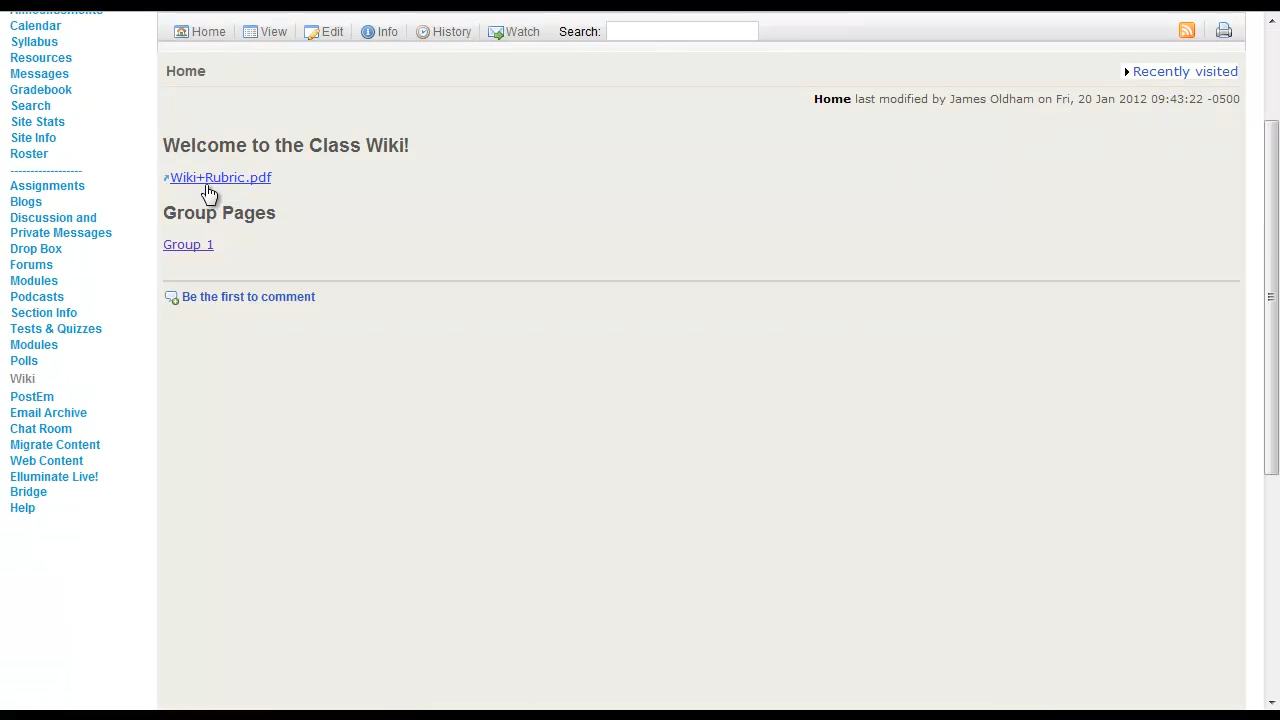 Announcements
Calendar
Syllabus
Resources
Messages
Gradebook
Search
Site Stats
Site Info
Roster
------------------
Assignments
Blogs
Discussion and
Private Messages
Drop Box
Forums
Modules
Podcasts
Section Info
Tests & Quizzes
Modules
Polls
Wiki
PostEm
Email Archive
Chat Room
Migrate Content
Web Content
Elluminate Live!
Bridge
Help
Home View Edit Info History Watch Search:
Home
Recently visited
Home last modified by James Oldham on Fri, 20 Jan 2012 09:43:22 -0500
Welcome to the Class Wiki!
Wiki+Rubric.pdf
Group Pages
Group 1
Be the first to comment